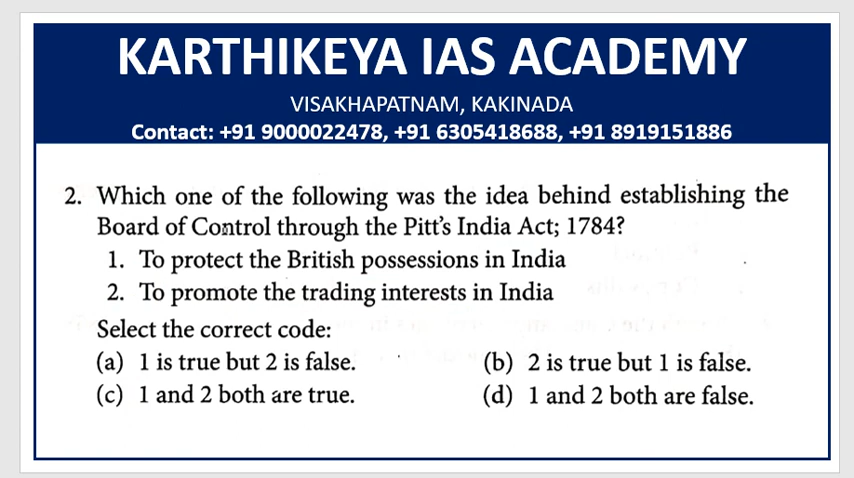 KARTHIKEYA IAS ACADEMY
VISAKHAPATNAM, KAKINADA
Contact: +91 9000022478, +91 6305418688, +91 8919151886
2. Which one of the following was the idea behind establishing the
Board of Control through the Pitt's India Act; 1784?
1. To protect the British possessions in India
2. To promote the trading interests in India
Select the correct code:
(a) 1 is true but 2 is false. (b) 2 is true but 1 is false.
(c) 1 and 2 both are true. (d) 1 and 2 both are false.